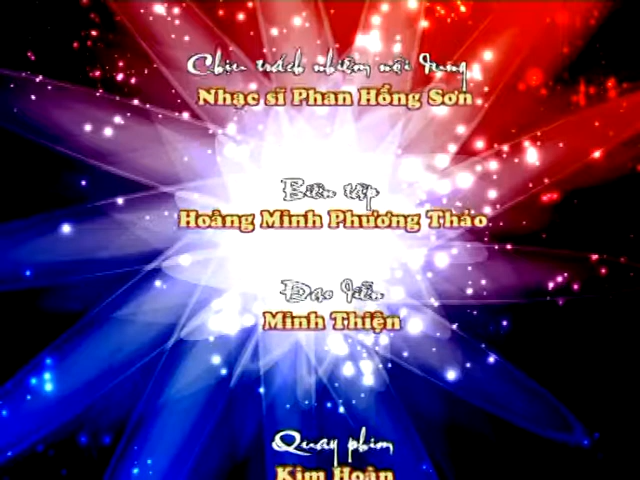 Chịu trách nhiệm nội dung
Nhạc sĩ Phan Hồng Sơn
Biên tập
Hoàng Minh Phương Thảo
Đạo diễn
Minh Thiện
Quay phim
Kim Hoàn